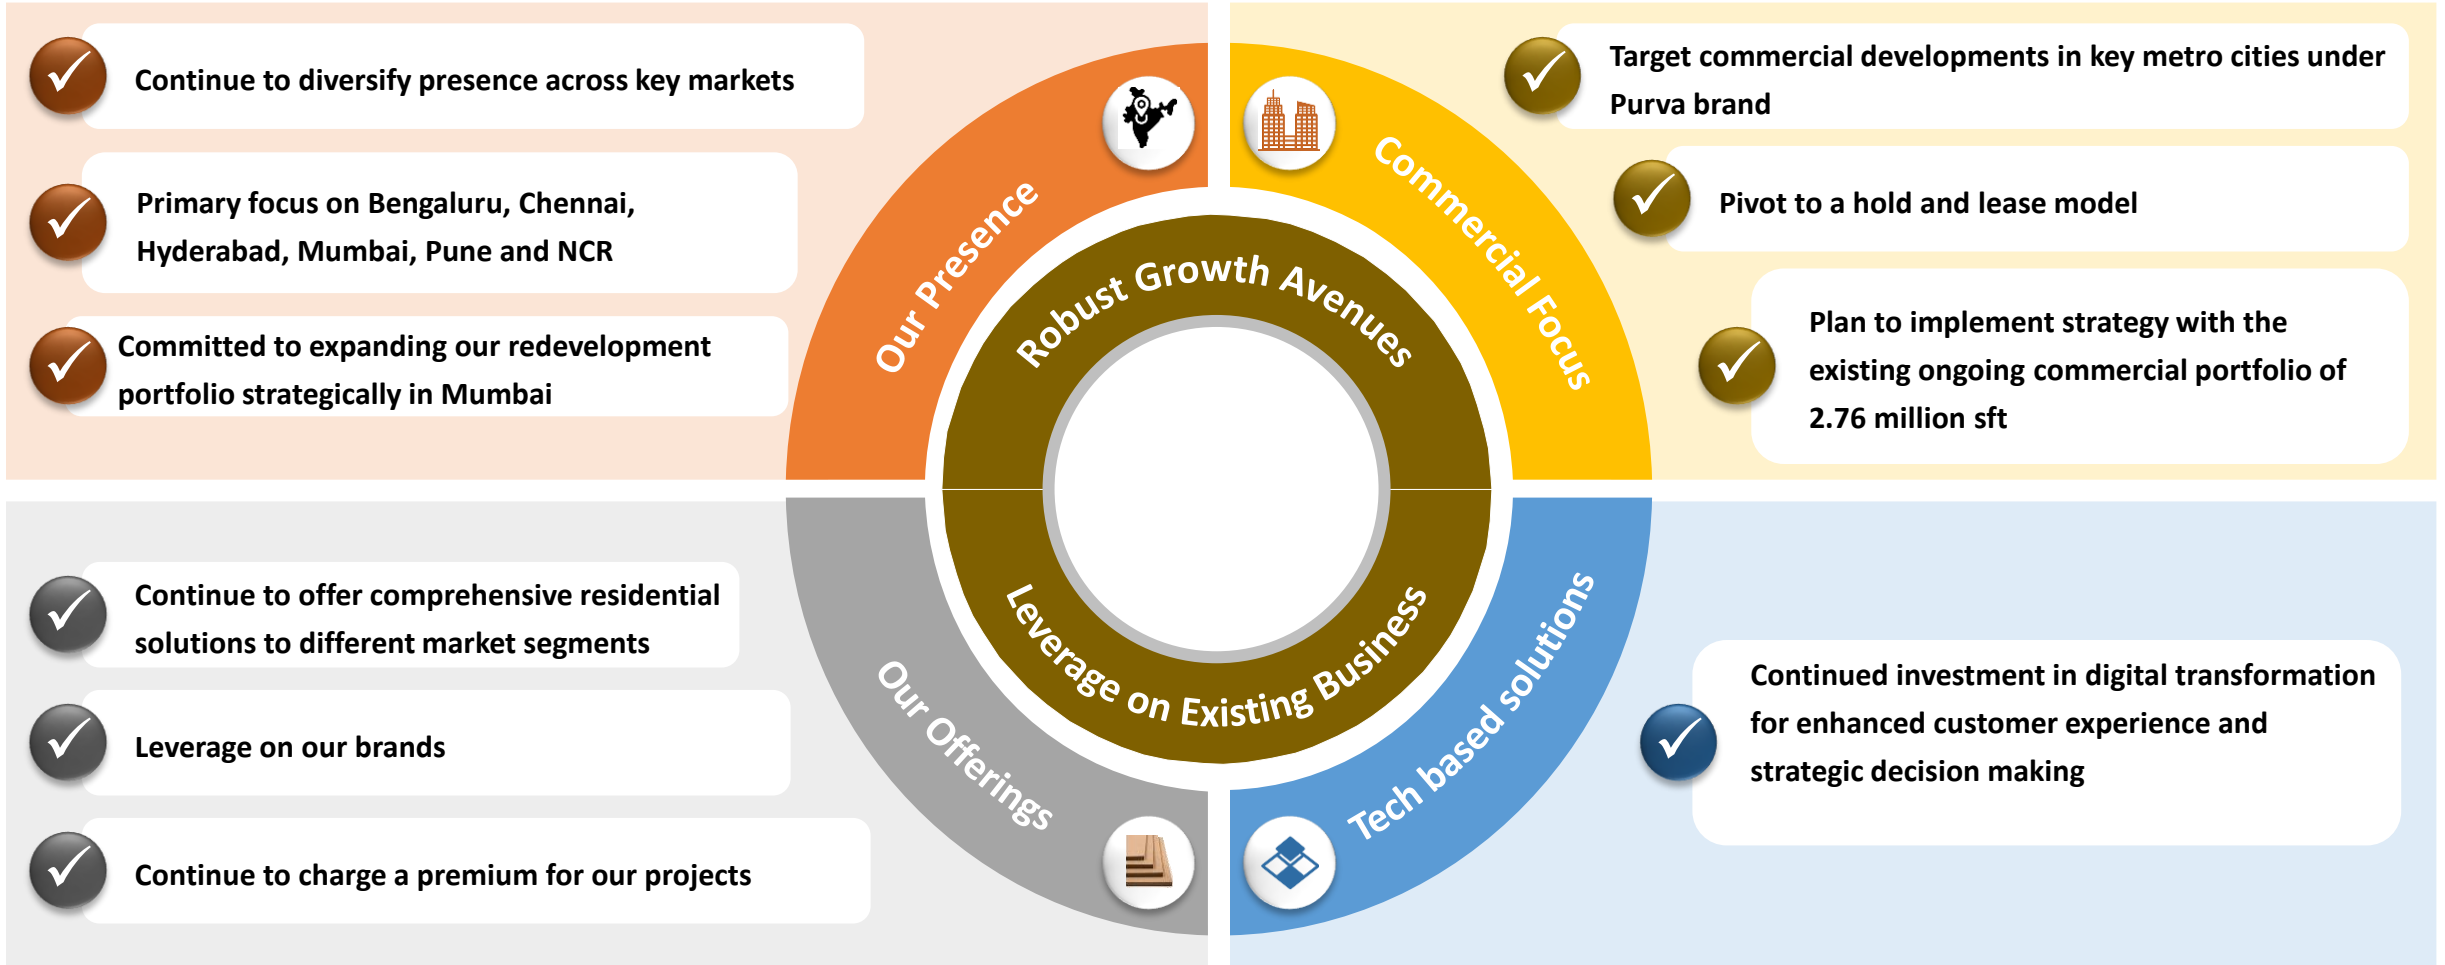 Continue to diversify presence across key markets
Primary focus on Bengaluru, Chennai,
Hyderabad, Mumbai, Pune and NCR
Committed to expanding our redevelopment
portfolio strategically in Mumbai
Our Presence
Commercial Focus
Target commercial developments in key metro cities under
Purva brand
Pivot to a hold and lease model
Plan to implement strategy with the
existing ongoing commercial portfolio of
2.76 million sft
Robust Growth Avenues
Leverage on Existing Business
Continue to offer comprehensive residential
solutions to different market segments
Leverage on our brands
Continue to charge a premium for our projects
Our Offerings
Tech based solutions
Continued investment in digital transformation
for enhanced customer experience and
strategic decision making